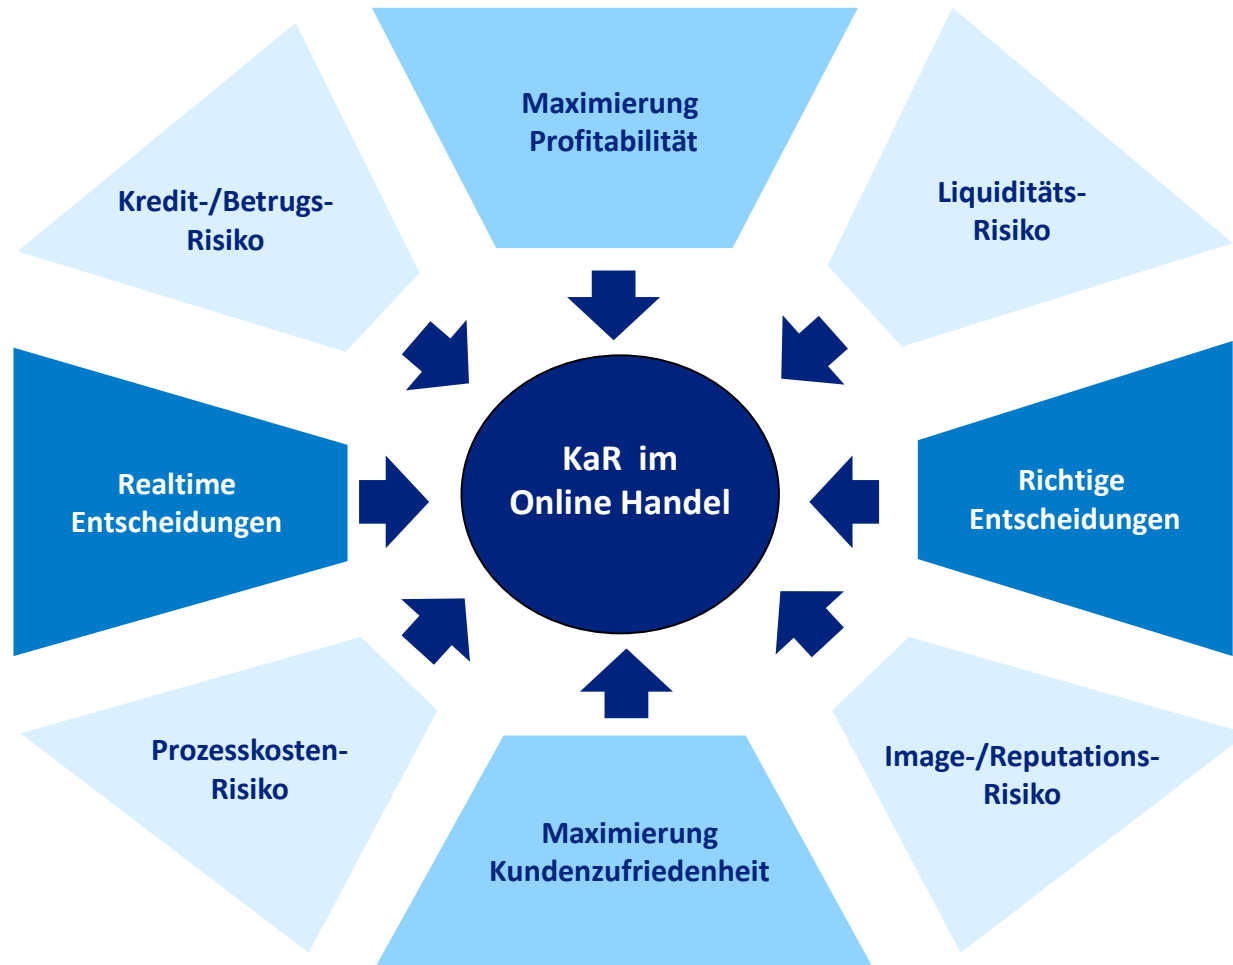 Maximierung
Profitabilität
Kredit-/Betrugs-
Risiko
Liquiditäts-
Risiko
Realtime
Entscheidungen
KaR  im
Online Handel
Richtige
Entscheidungen
Prozesskosten-
Risiko
Image-/Reputations-
Risiko
Maximierung
Kundenzufriedenheit